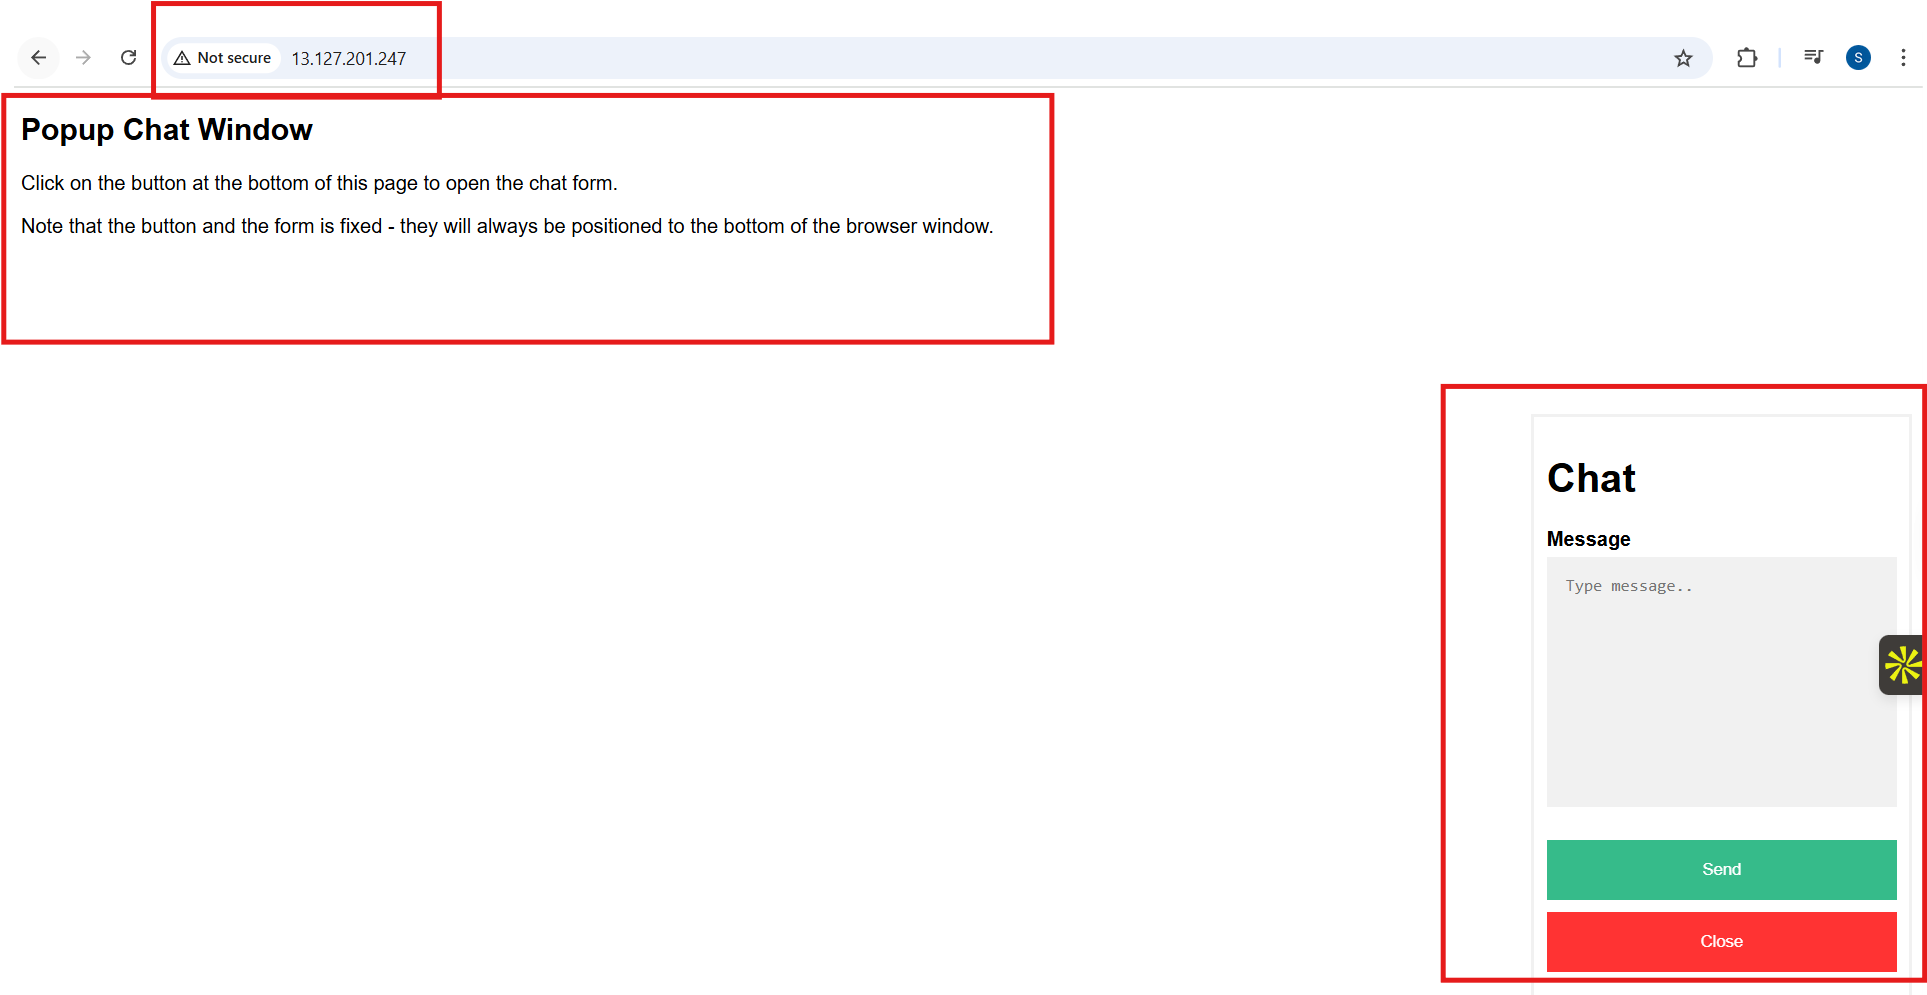 Not secure 13.127.201.247
S
Popup Chat Window
Click on the button at the bottom of this page to open the chat form.
Note that the button and the form is fixed - they will always be positioned to the bottom of the browser window.
Chat
Message
Type message..
Send
Close